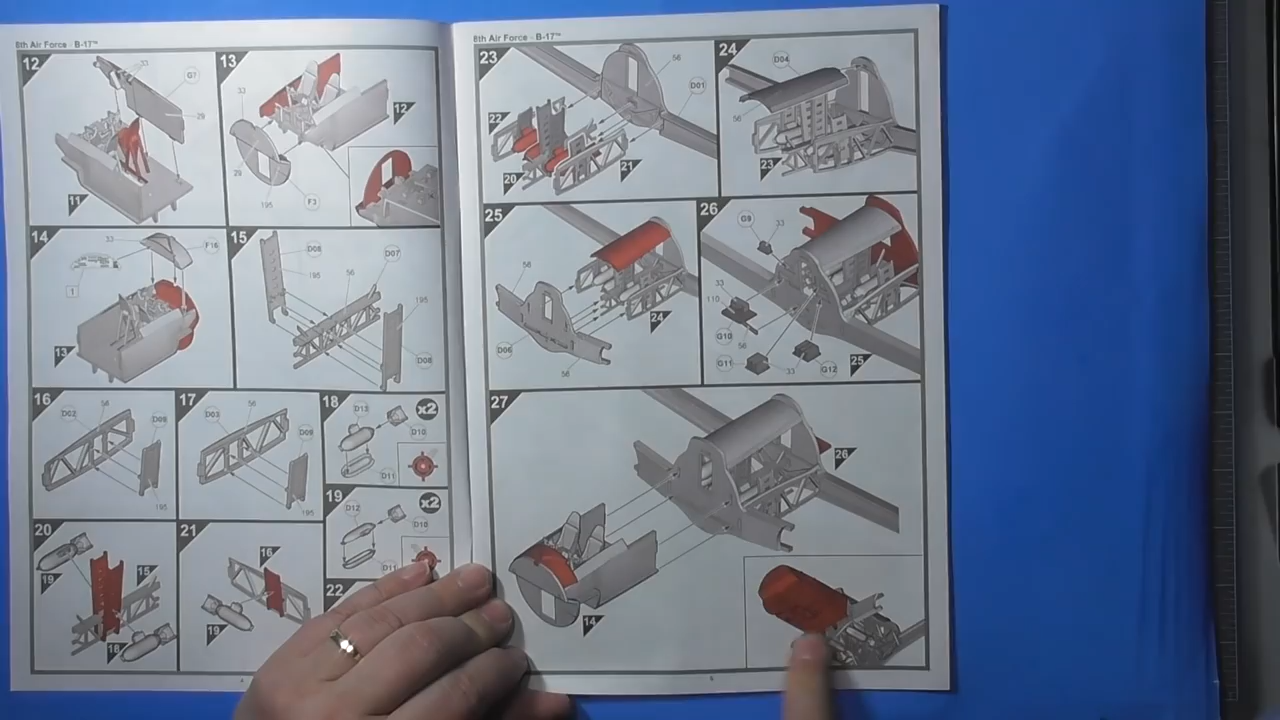 8th Air Force - B-17™
12
33
G7
29
11
13
33
12
29
195
F3
14
33
F16
1
13
15
D08
195
56
D07
195
D08
16
D02
56
D09
195
17
D03
56
D09
195
18
D13
x2
D10
D11
19
D12
x2
D10
D11
20
19
15
18
21
16
19
22
8th Air Force - B-17™
23
56
D01
22
20
21
24
D04
56
23
25
56
D06
56
24
26
G9
33
33
110
G10
56
G11
33
G12
25
27
26
14